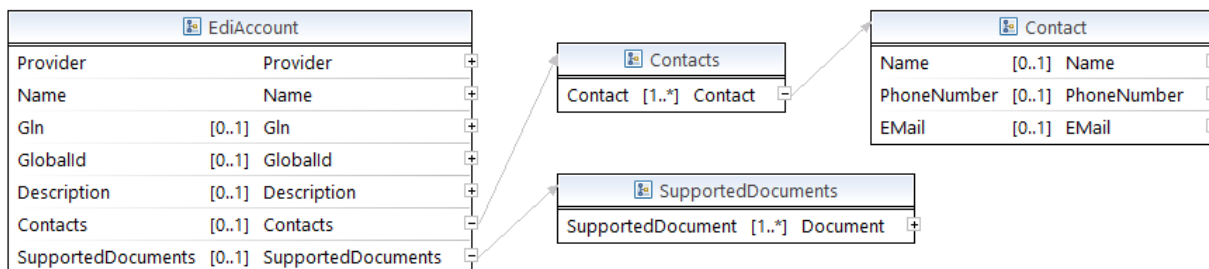 EdiAccount
Provider Provider
Name Name
Gln [0..1] Gln
GlobalId [0..1] GlobalId
Description [0..1] Description
Contacts [0..1] Contacts
SupportedDocuments [0..1] SupportedDocuments
Contacts
Contact [1..*] Contact
SupportedDocuments
SupportedDocument [1..*] Document
Contact
Name [0..1] Name
PhoneNumber [0..1] PhoneNumber
EMail [0..1] EMail